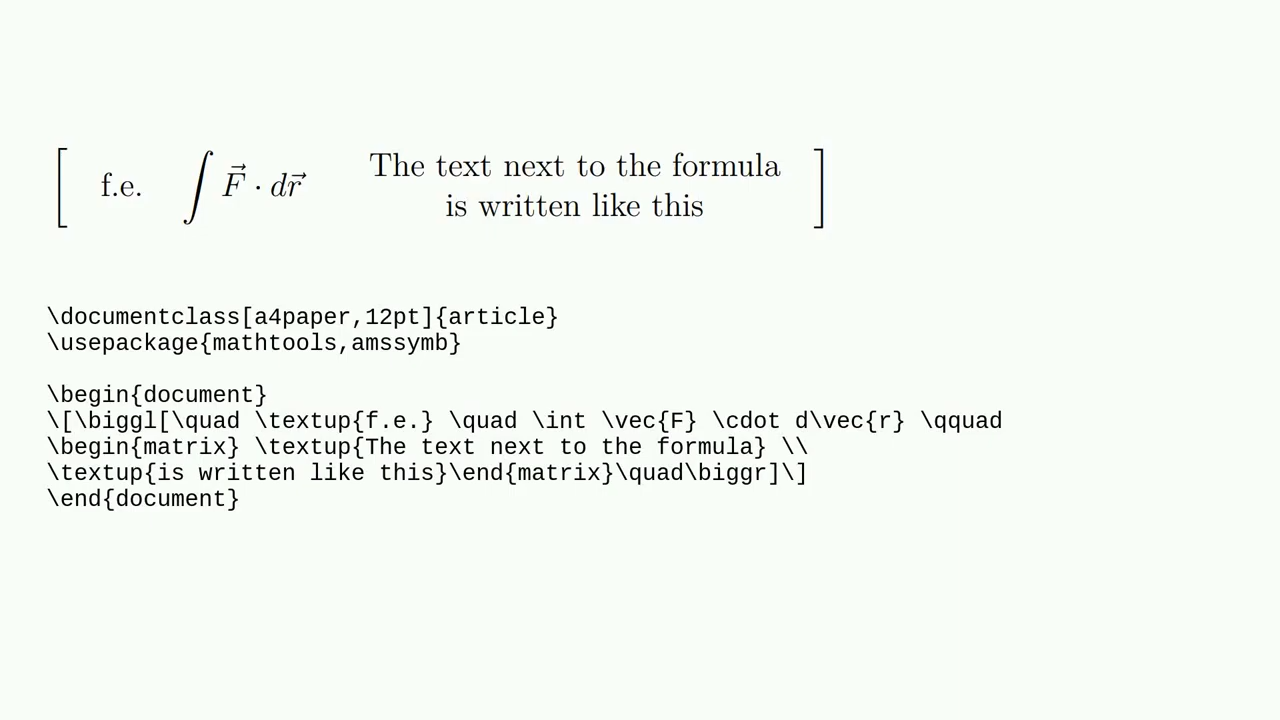 [ f.e. ∫ F⃗ · dr⃗ The text next to the formula
is written like this ]
\documentclass[a4paper,12pt]{article}
\usepackage{mathtools,amssymb}
\begin{document}
\[\biggl[\quad \textup{f.e.} \quad \int \vec{F} \cdot d\vec{r} \qquad
\begin{matrix} \textup{The text next to the formula} \\
\textup{is written like this}\end{matrix}\quad\biggr]\]
\end{document}